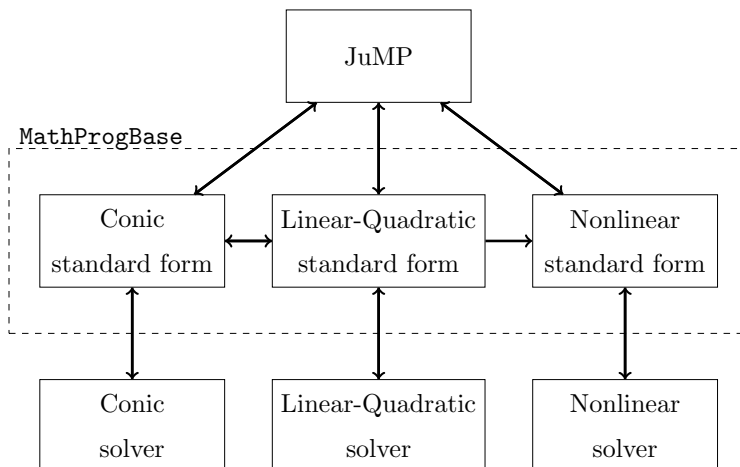 JuMP
MathProgBase
Conic
standard form
Linear-Quadratic
standard form
Nonlinear
standard form
Conic
solver
Linear-Quadratic
solver
Nonlinear
solver